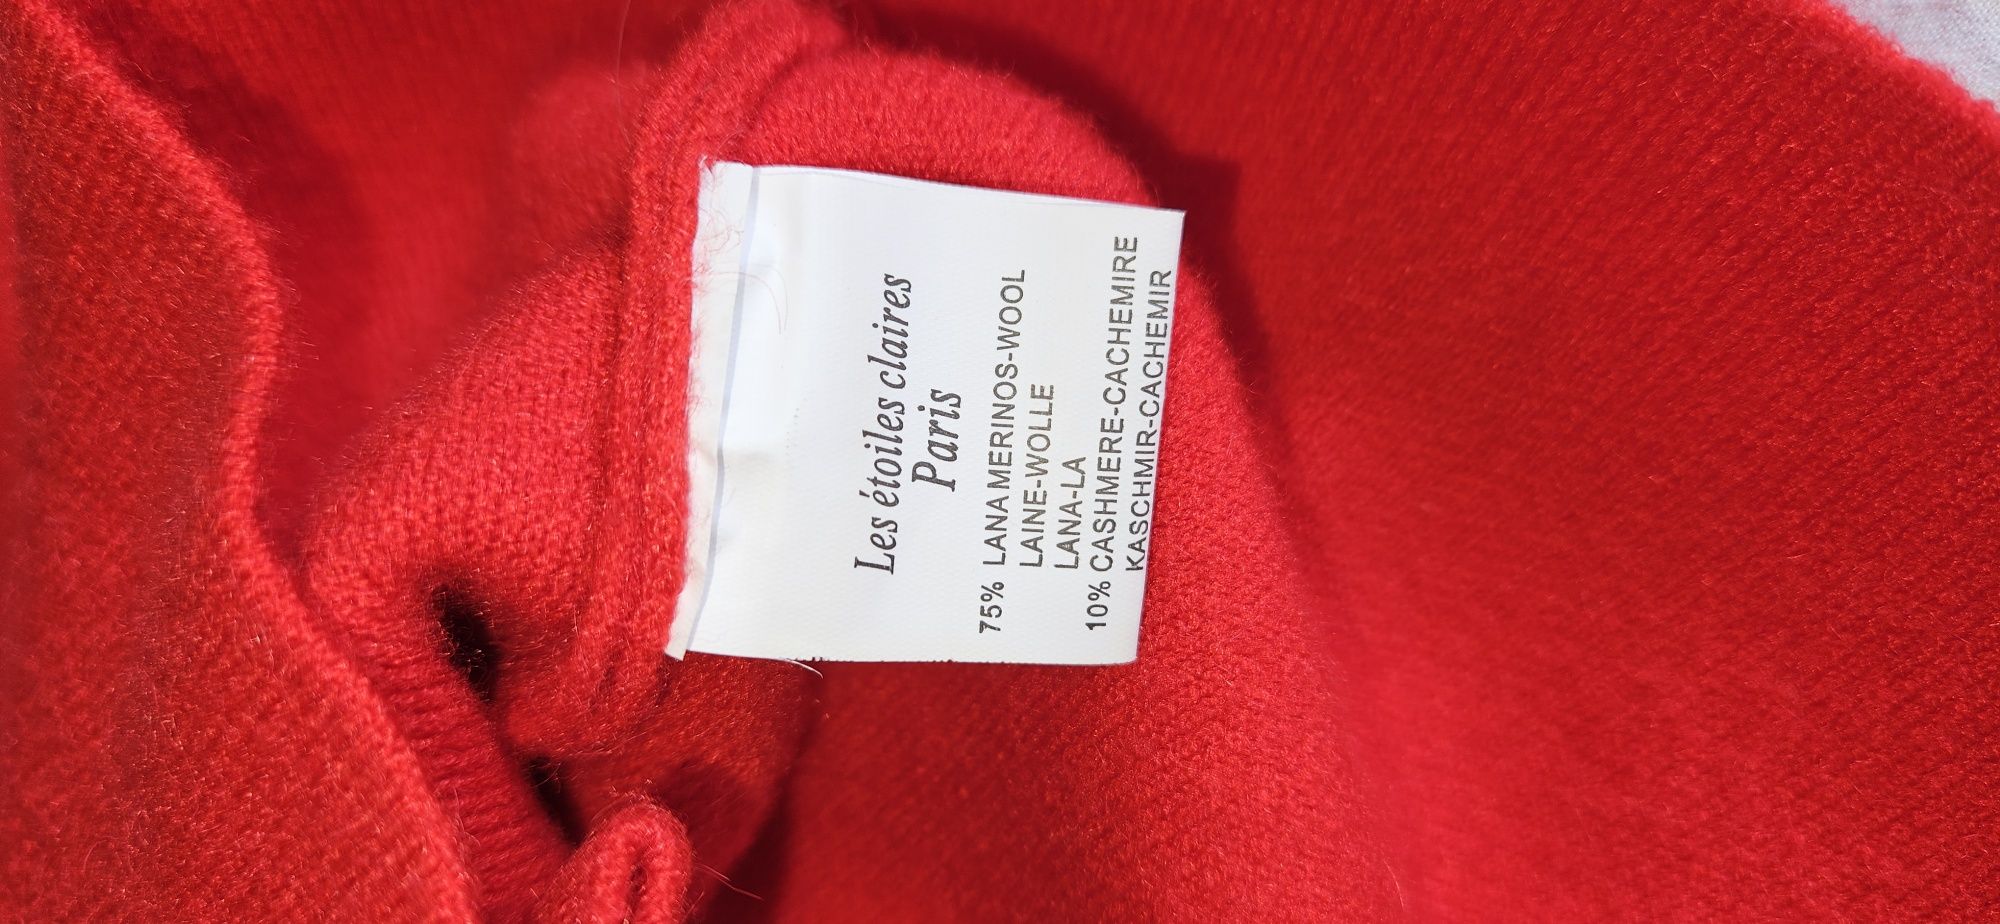 Les étoiles claires
Paris
75% LANA MERINOS-WOOL
LAINE-WOLLE
LANA-LA
10% CASHMERE-CACHEMIRE
KASCHMIR-CACHEMIR